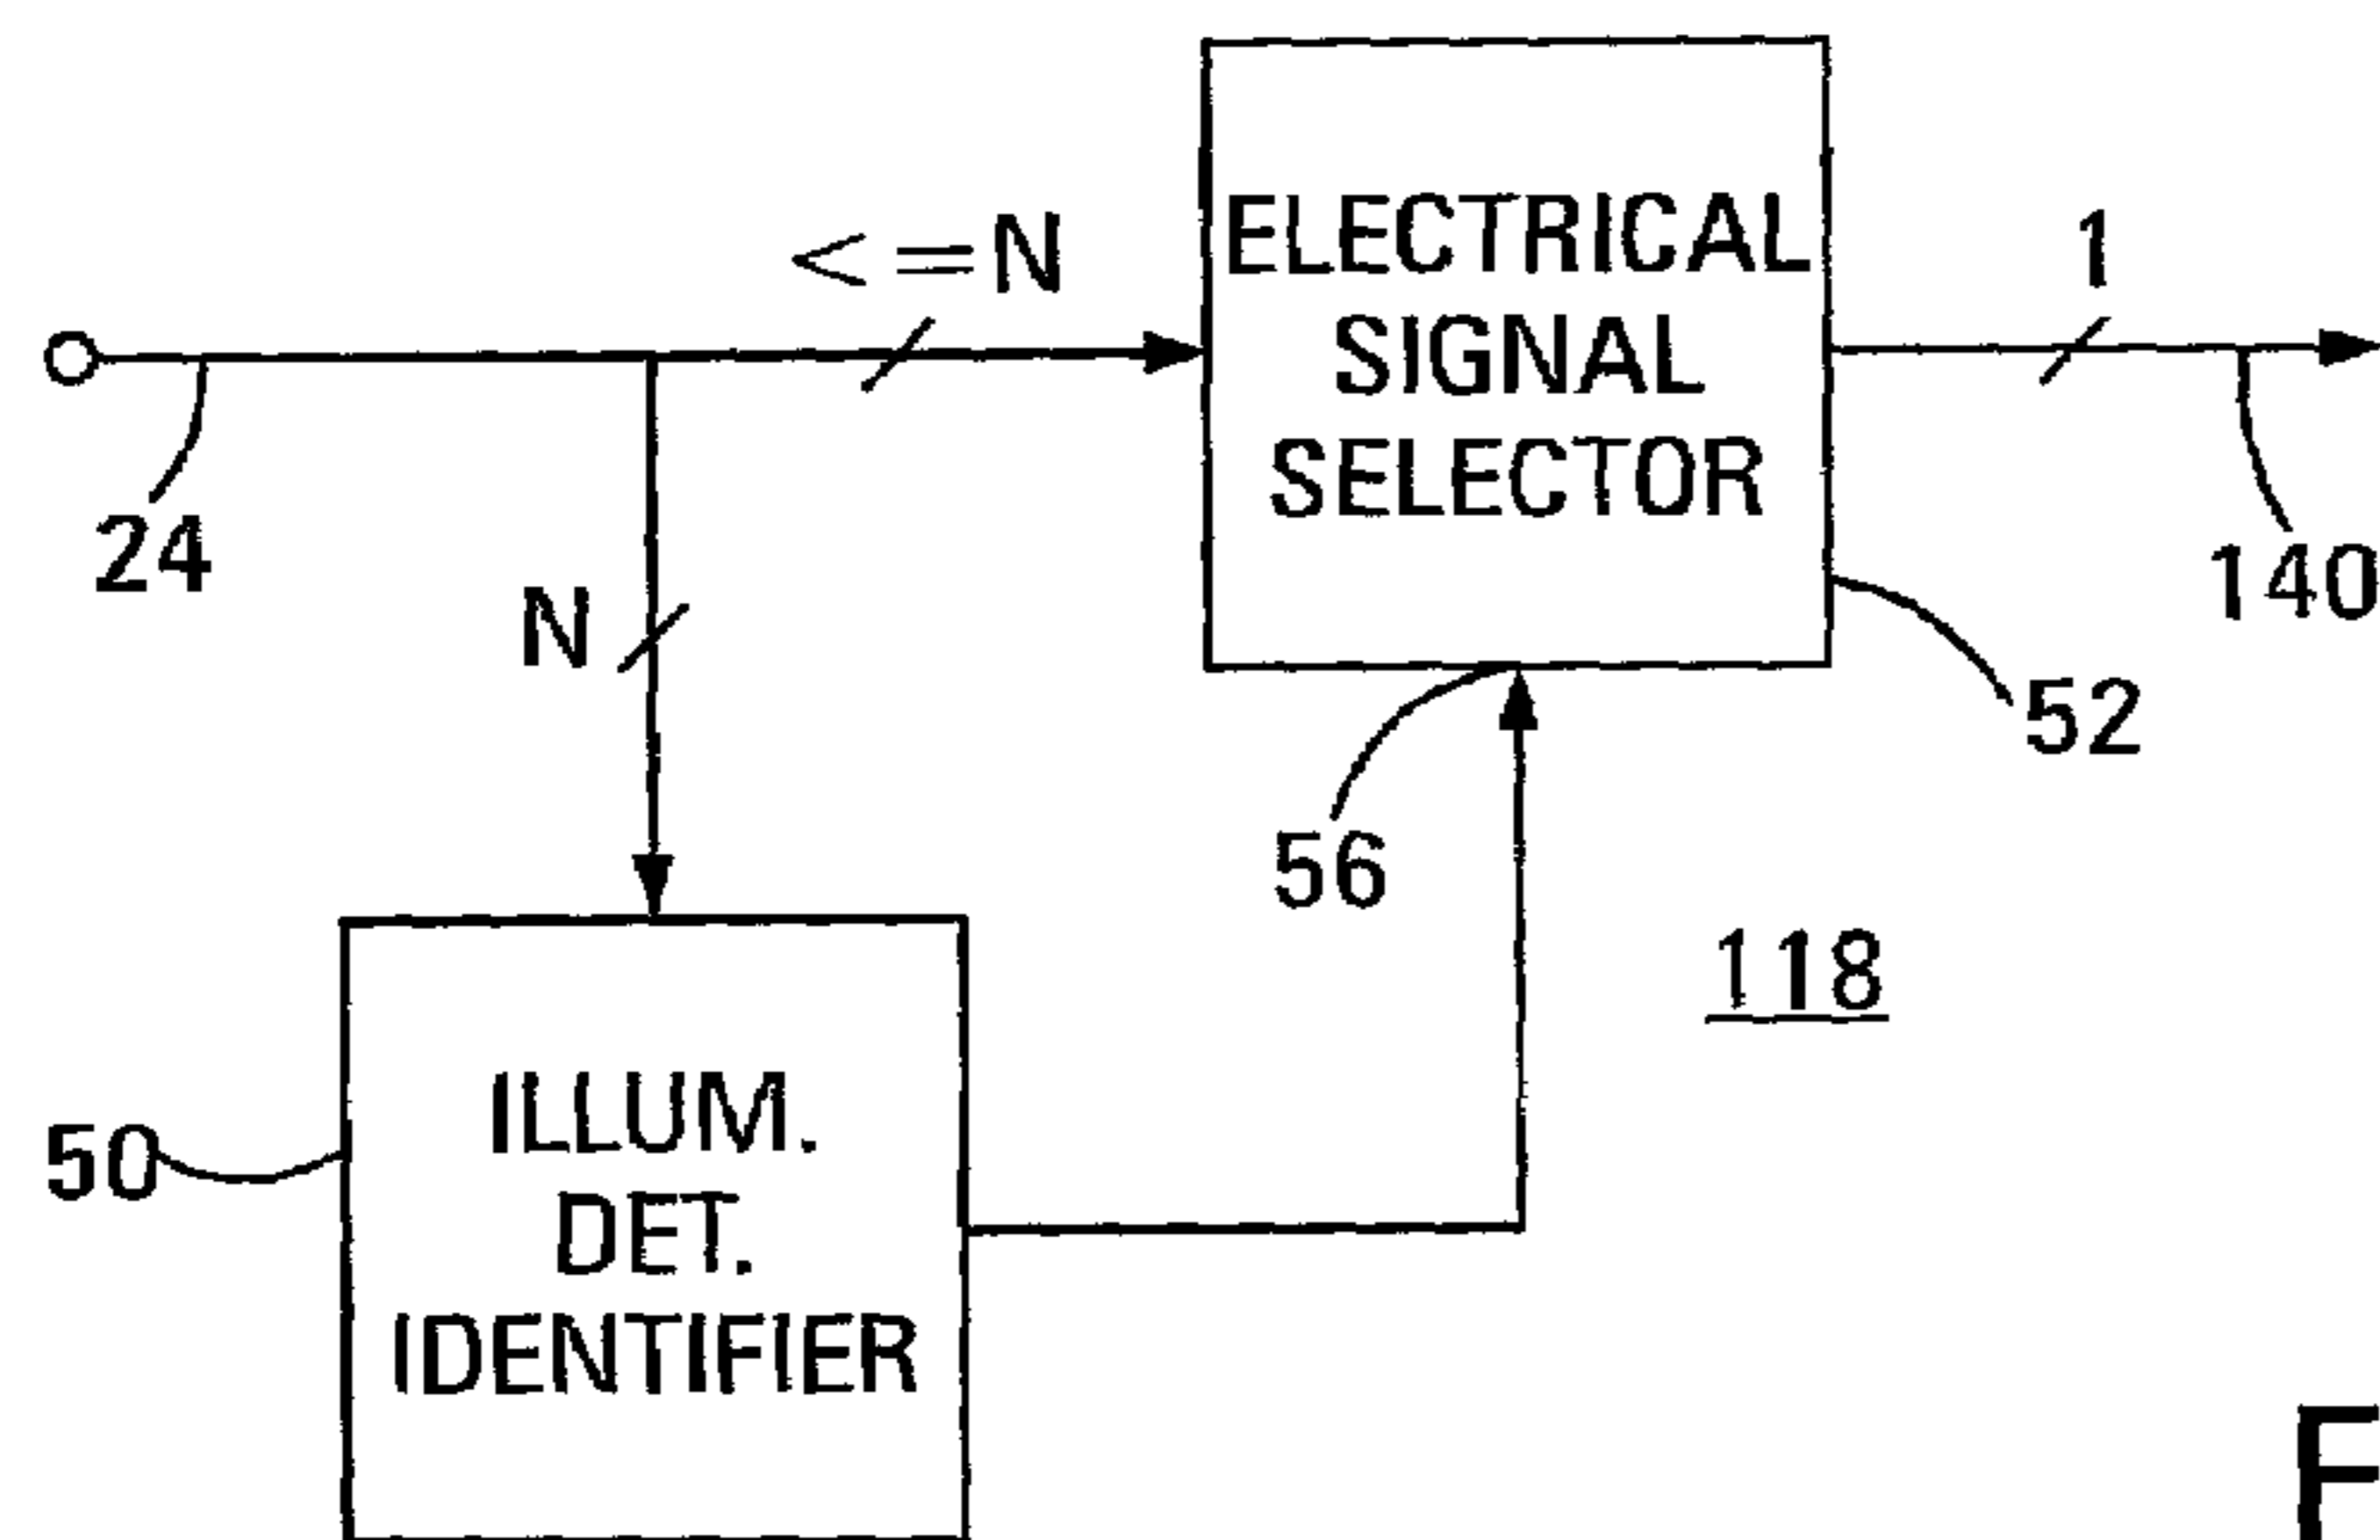 <=N
ELECTRICAL
SIGNAL
SELECTOR
1
24
N
140
52
56
118
50
ILLUM.
DET.
IDENTIFIER
F